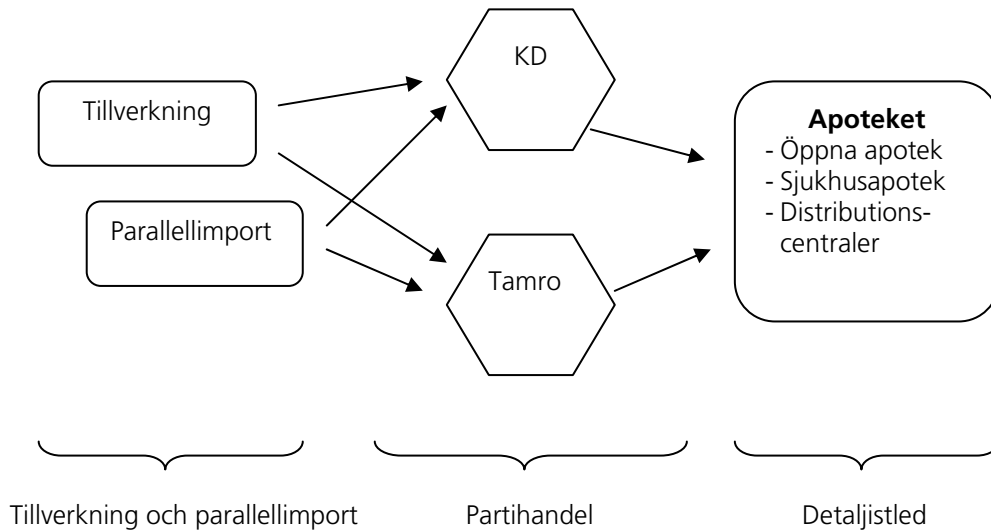 KD
Tillverkning
Parallellimport
Tamro
Apoteket
- Öppna apotek
- Sjukhusapotek
- Distributions-
centraler
Tillverkning och parallellimport
Partihandel
Detaljistled